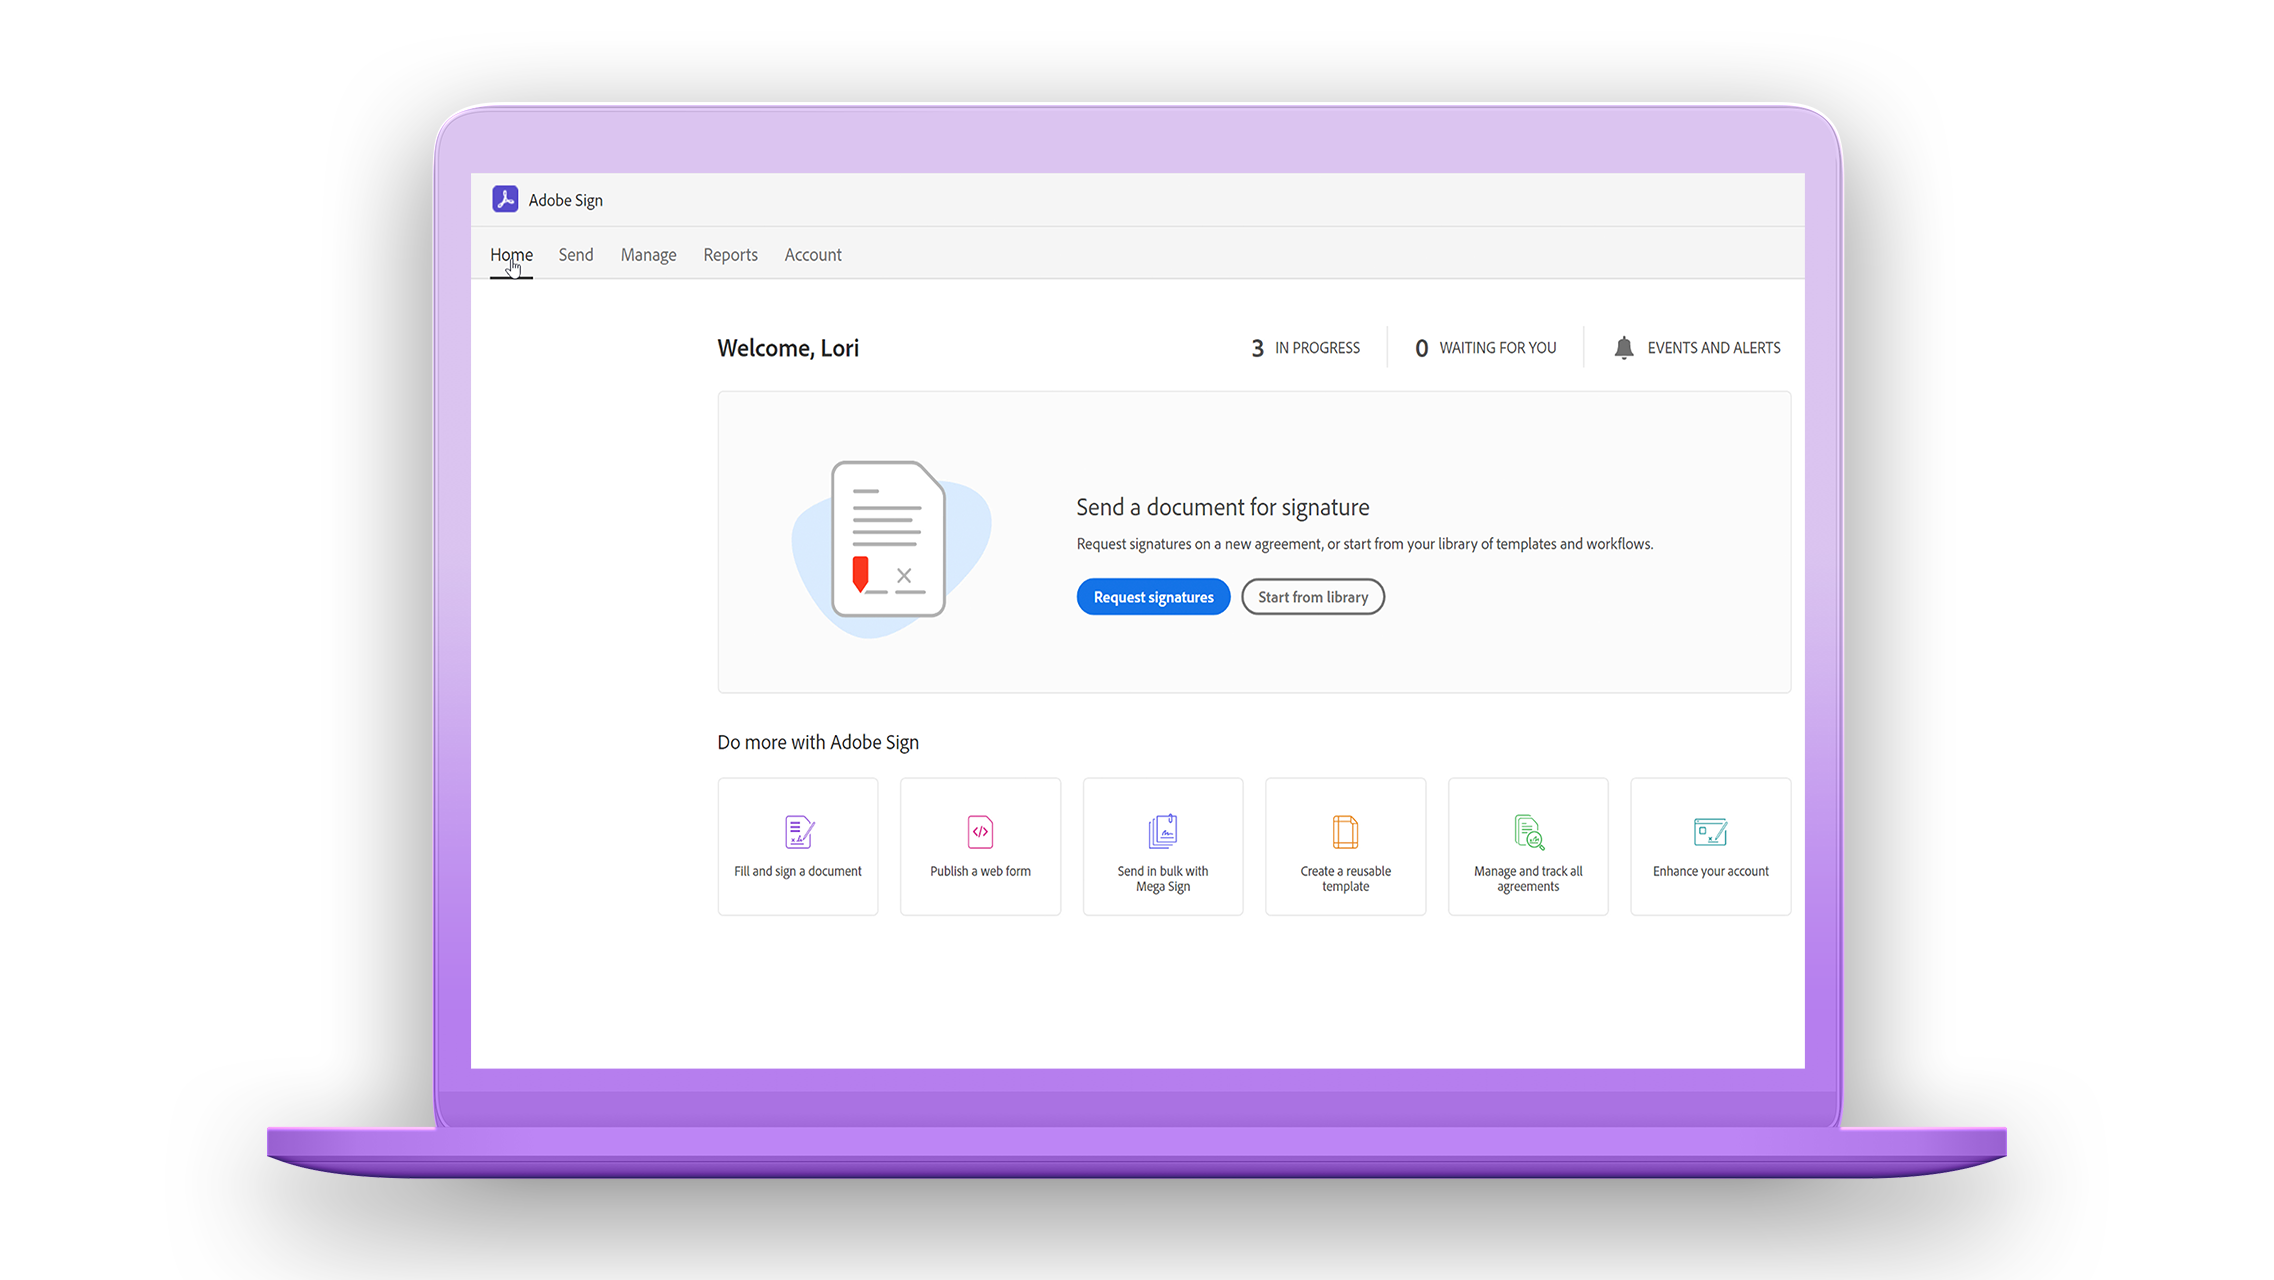 Adobe Sign
Home Send Manage Reports Account
Welcome, Lori
3 IN PROGRESS
0 WAITING FOR YOU
EVENTS AND ALERTS
Send a document for signature
Request signatures on a new agreement, or start from your library of templates and workflows.
Request signatures
Start from library
Do more with Adobe Sign
Fill and sign a document
Publish a web form
Send in bulk with
Mega Sign
Create a reusable
template
Manage and track all
agreements
Enhance your account